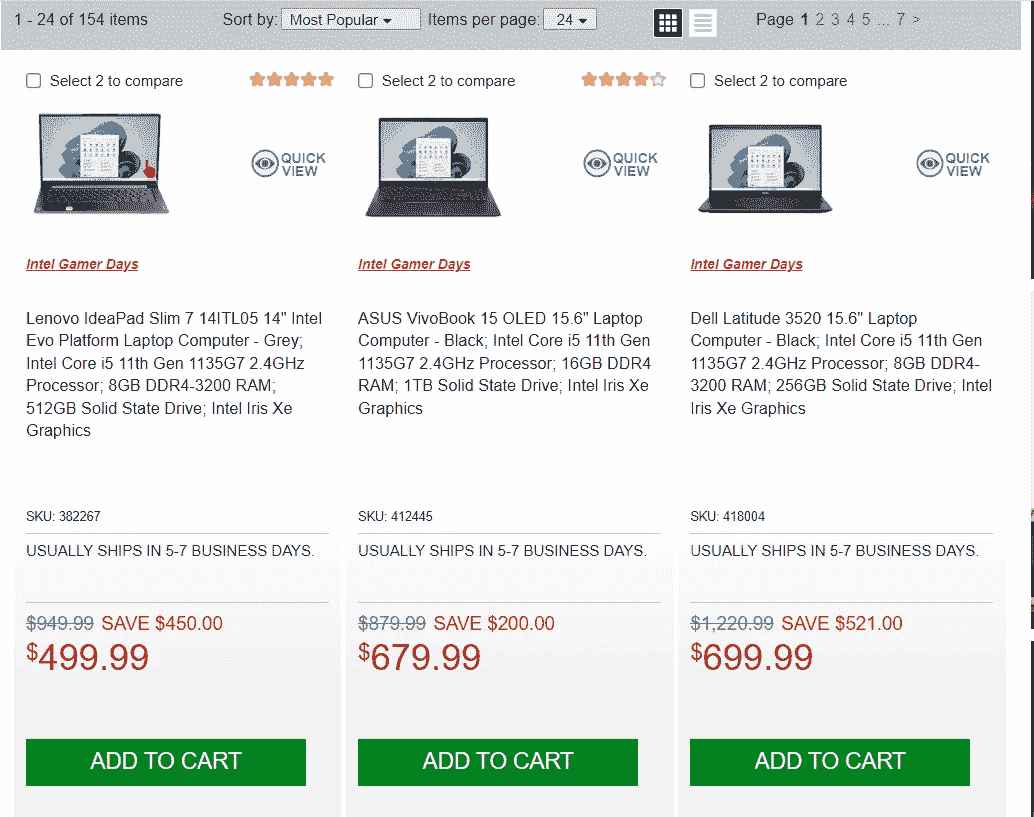 1 - 24 of 154 items Sort by: Most Popular Items per page: 24 Page 1 2 3 4 5 ... 7 >
Select 2 to compare
QUICK
VIEW
Intel Gamer Days
Lenovo IdeaPad Slim 7 14ITL05 14" Intel
Evo Platform Laptop Computer - Grey;
Intel Core i5 11th Gen 1135G7 2.4GHz
Processor; 8GB DDR4-3200 RAM;
512GB Solid State Drive; Intel Iris Xe
Graphics
SKU: 382267
USUALLY SHIPS IN 5-7 BUSINESS DAYS.
$949.99 SAVE $450.00
$499.99
ADD TO CART
Select 2 to compare
QUICK
VIEW
Intel Gamer Days
ASUS VivoBook 15 OLED 15.6" Laptop
Computer - Black; Intel Core i5 11th Gen
1135G7 2.4GHz Processor; 16GB DDR4
RAM; 1TB Solid State Drive; Intel Iris Xe
Graphics
SKU: 412445
USUALLY SHIPS IN 5-7 BUSINESS DAYS.
$879.99 SAVE $200.00
$679.99
ADD TO CART
Select 2 to compare
QUICK
VIEW
Intel Gamer Days
Dell Latitude 3520 15.6" Laptop
Computer - Black; Intel Core i5 11th Gen
1135G7 2.4GHz Processor; 8GB DDR4-
3200 RAM; 256GB Solid State Drive; Intel
Iris Xe Graphics
SKU: 418004
USUALLY SHIPS IN 5-7 BUSINESS DAYS.
$1,220.99 SAVE $521.00
$699.99
ADD TO CART